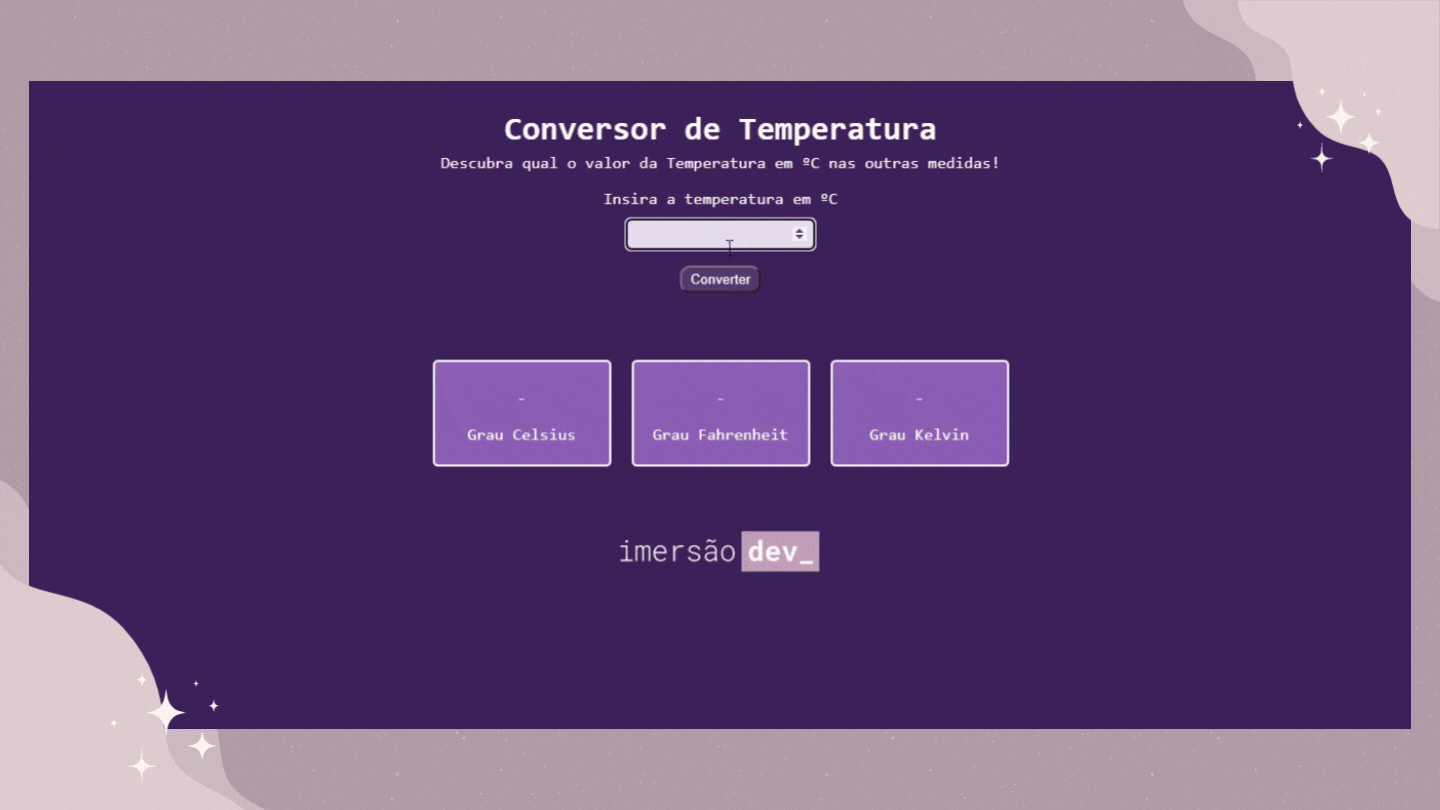 Conversor de Temperatura
Descubra qual o valor da Temperatura em ºC nas outras medidas!
Insira a temperatura em ºC
Converter
-
Grau Celsius
-
Grau Fahrenheit
-
Grau Kelvin
imersão dev_